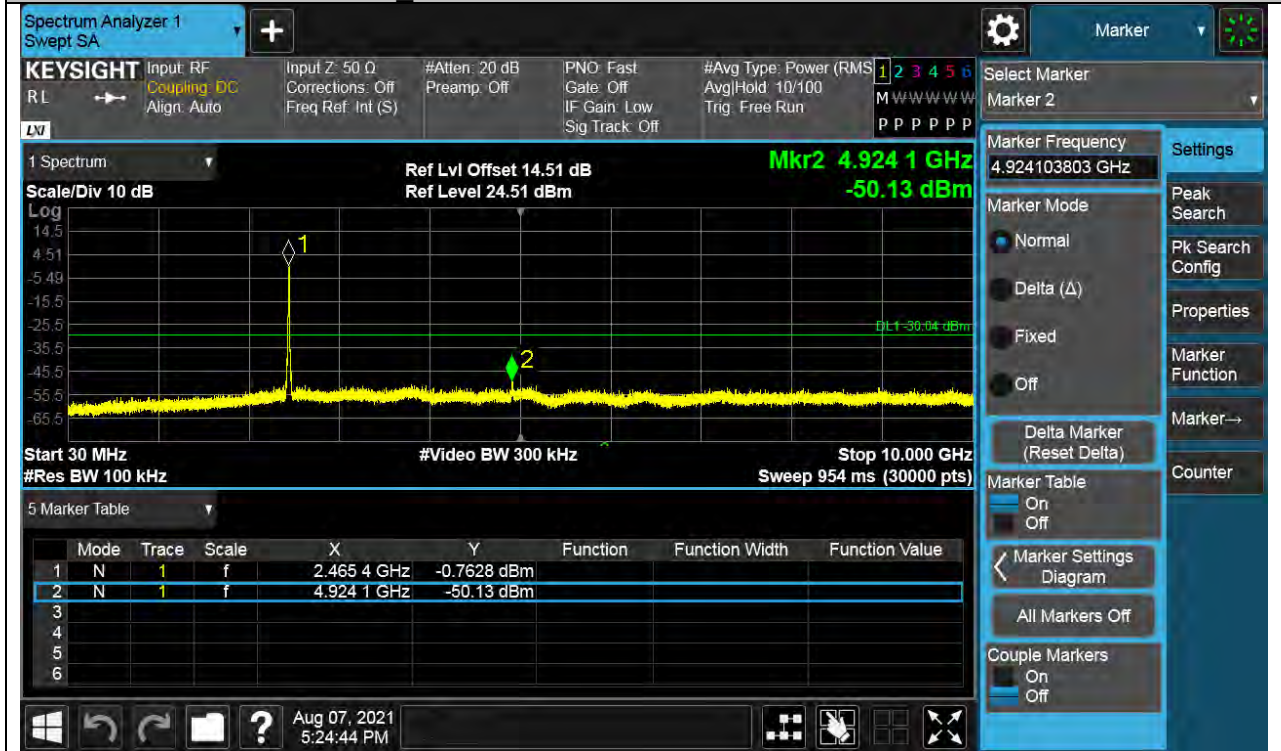 Spectrum Analyzer 1
Swept SA
Marker
KEYSIGHT
RL
LXI
Input: RF
Coupling: DC
Align: Auto
Input Z: 50 Ω
Corrections: Off
Freq Ref: Int (S)
#Atten: 20 dB
Preamp: Off
PNO: Fast
Gate: Off
IF Gain: Low
Sig Track: Off
#Avg Type: Power (RMS
Avg|Hold: 10/100
Trig: Free Run
1 2 3 4 5 6
M W W W W W
P P P P P P
Select Marker
Marker 2
1 Spectrum
Scale/Div 10 dB
Ref Lvl Offset 14.51 dB
Ref Level 24.51 dBm
Mkr2 4.924 1 GHz
-50.13 dBm
Log
14.5
4.51
-5.49
-15.5
-25.5
-35.5
-45.5
-55.5
-65.5
1
2
DL1 -30.04 dBm
Start 30 MHz
#Res BW 100 kHz
#Video BW 300 kHz
Stop 10.000 GHz
Sweep 954 ms (30000 pts)
5 Marker Table
Mode Trace Scale X Y Function Function Width Function Value
1 N 1 f 2.465 4 GHz -0.7628 dBm
2 N 1 f 4.924 1 GHz -50.13 dBm
3
4
5
6
Marker Frequency
4.924103803 GHz
Marker Mode
Normal
Delta (Δ)
Fixed
Off
Delta Marker
(Reset Delta)
Marker Table
On
Off
Marker Settings
Diagram
All Markers Off
Couple Markers
On
Off
Settings
Peak
Search
Pk Search
Config
Properties
Marker
Function
Marker→
Counter
?
Aug 07, 2021
5:24:44 PM